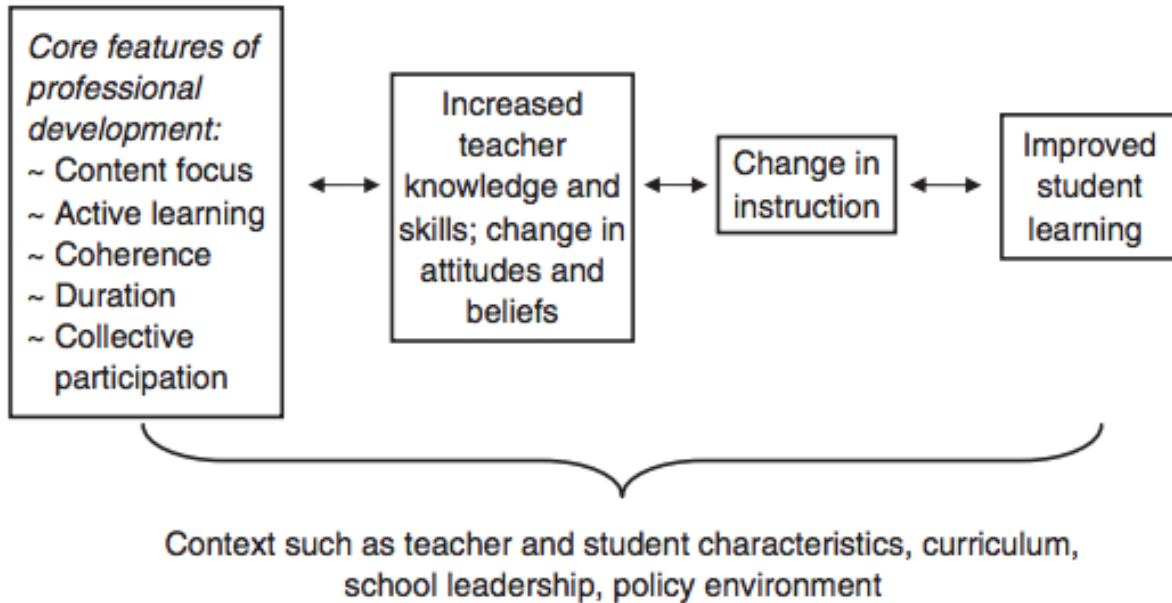 Core features of
professional
development:
~ Content focus
~ Active learning
~ Coherence
~ Duration
~ Collective
participation
Increased
teacher
knowledge and
skills; change in
attitudes and
beliefs
Change in
instruction
Improved
student
learning
Context such as teacher and student characteristics, curriculum,
school leadership, policy environment